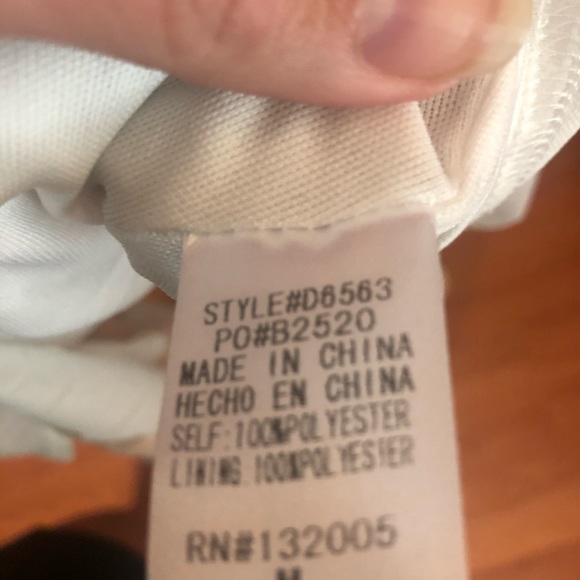 STYLE#D6563
PO#B2520
MADE IN CHINA
HECHO EN CHINA
SELF:100%POLYESTER
LINING:100%POLYESTER
RN#132005
M